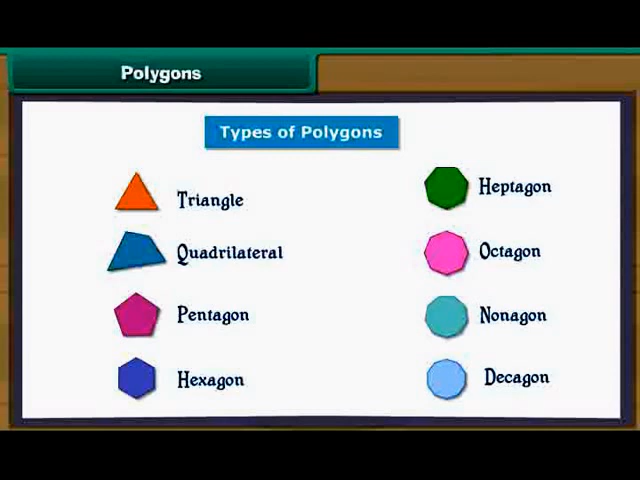 Polygons
Types of Polygons
Triangle
Quadrilateral
Pentagon
Hexagon
Heptagon
Octagon
Nonagon
Decagon